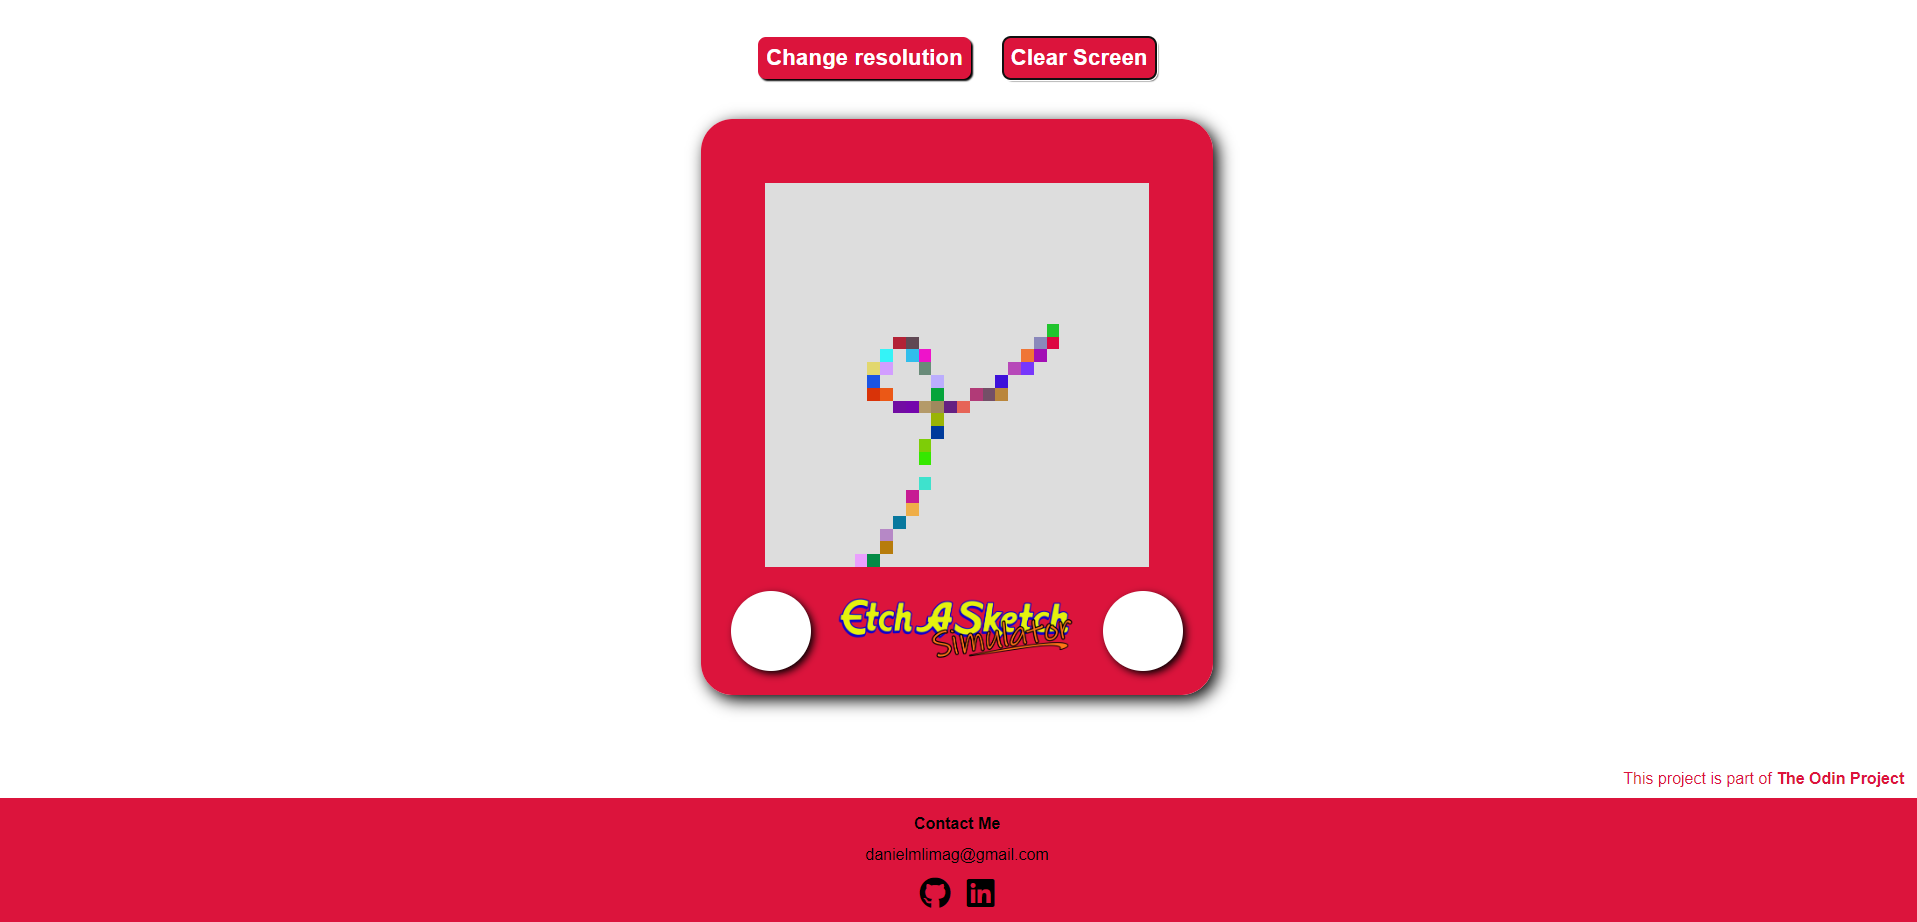 Change resolution
Clear Screen
Etch A Sketch
Simulator
This project is part of The Odin Project
Contact Me
danielmlimag@gmail.com
in